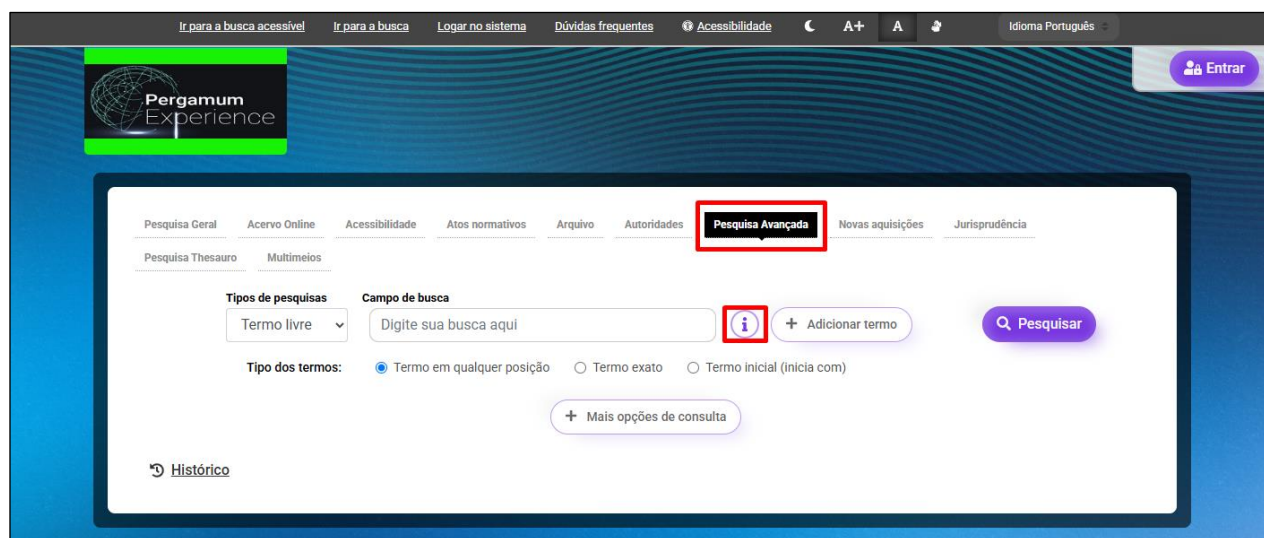 Ir para a busca acessível Ir para a busca Logar no sistema Dúvidas frequentes Acessibilidade A+ A Idioma Português
Entrar
Pergamum
Experience
Pesquisa Geral Acervo Online Acessibilidade Atos normativos Arquivo Autoridades Pesquisa Avançada Novas aquisições Jurisprudência
Pesquisa Thesauro Multimeios
Tipos de pesquisas Campo de busca
Termo livre Digite sua busca aqui i + Adicionar termo Pesquisar
Tipo dos termos: Termo em qualquer posição Termo exato Termo inicial (inicia com)
+ Mais opções de consulta
Histórico